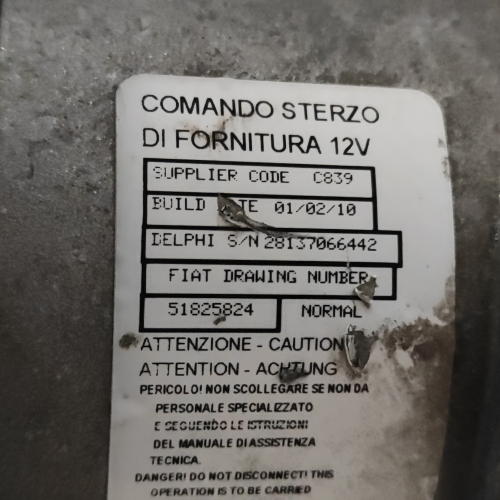 COMANDO STERZO
DI FORNITURA 12V
SUPPLIER CODE C839
BUILD 01/02/10
DELPHI S/N 28137066442
FIAT DRAWING NUMBER
51825824 NORMAL
ATTENZIONE - CAUTION
ATTENTION - ACHTUNG
PERICOLO! NON SCOLLEGARE SE NON DA
PERSONALE SPECIALIZZATO
E SEGUENDO LE ISTRUZIONI
DEL MANUALE DI ASSISTENZA
TECNICA.
DANGER! DO NOT DISCONNECT! THIS
OPERATION IS TO BE CARRIED